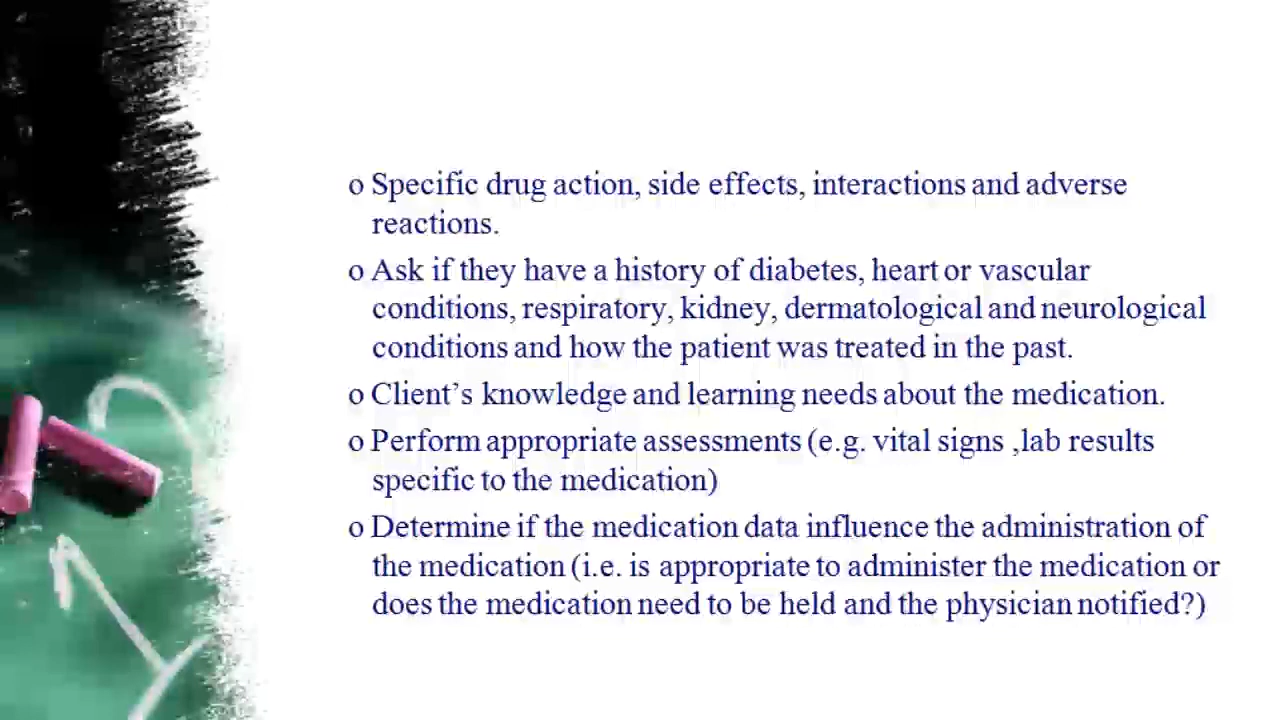 o Specific drug action, side effects, interactions and adverse
reactions.
o Ask if they have a history of diabetes, heart or vascular
conditions, respiratory, kidney, dermatological and neurological
conditions and how the patient was treated in the past.
o Client’s knowledge and learning needs about the medication.
o Perform appropriate assessments (e.g. vital signs ,lab results
specific to the medication)
o Determine if the medication data influence the administration of
the medication (i.e. is appropriate to administer the medication or
does the medication need to be held and the physician notified?)